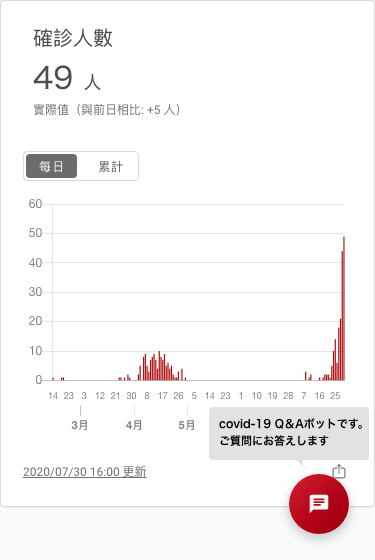 確診人數
49 人
實際值（與前日相比: +5 人）
每日 累計
60
50
40
30
20
10
0
14 23 3 12 21 30 8 17 26 5 14 23 1 10 19 28 7 16 25
3月 4月 5月
covid-19 Q&Aボットです。
ご質問にお答えします
2020/07/30 16:00 更新